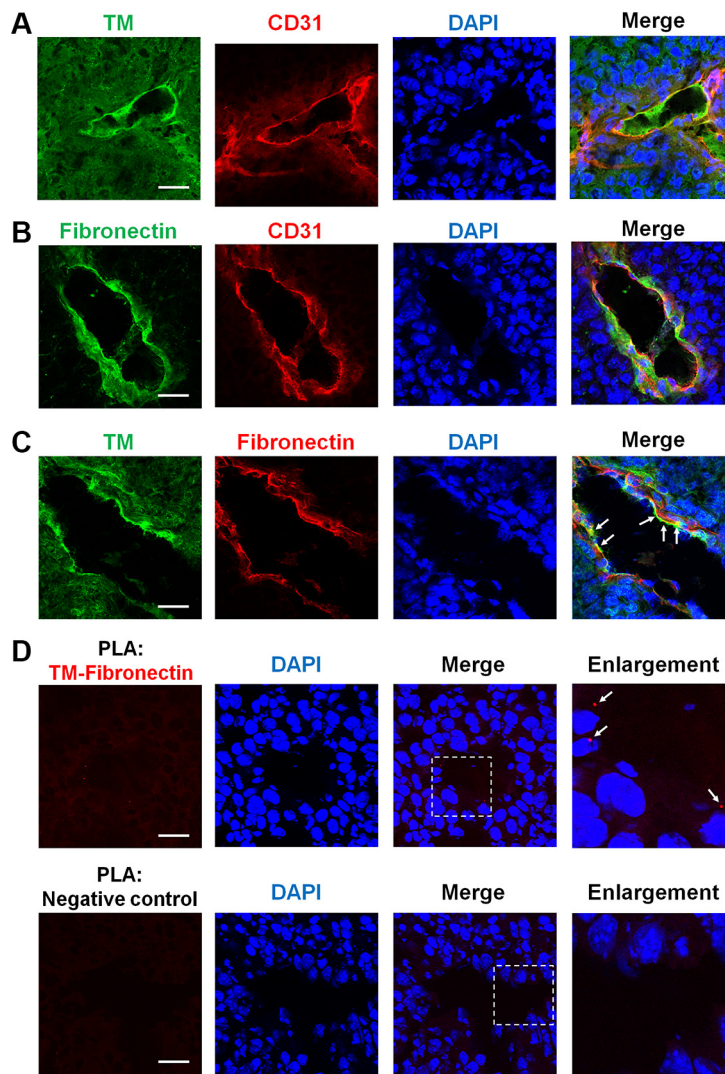 A
TM
CD31
DAPI
Merge
B
Fibronectin
CD31
DAPI
Merge
C
TM
Fibronectin
DAPI
Merge
D
PLA:
TM-Fibronectin
DAPI
Merge
Enlargement
PLA:
Negative control
DAPI
Merge
Enlargement